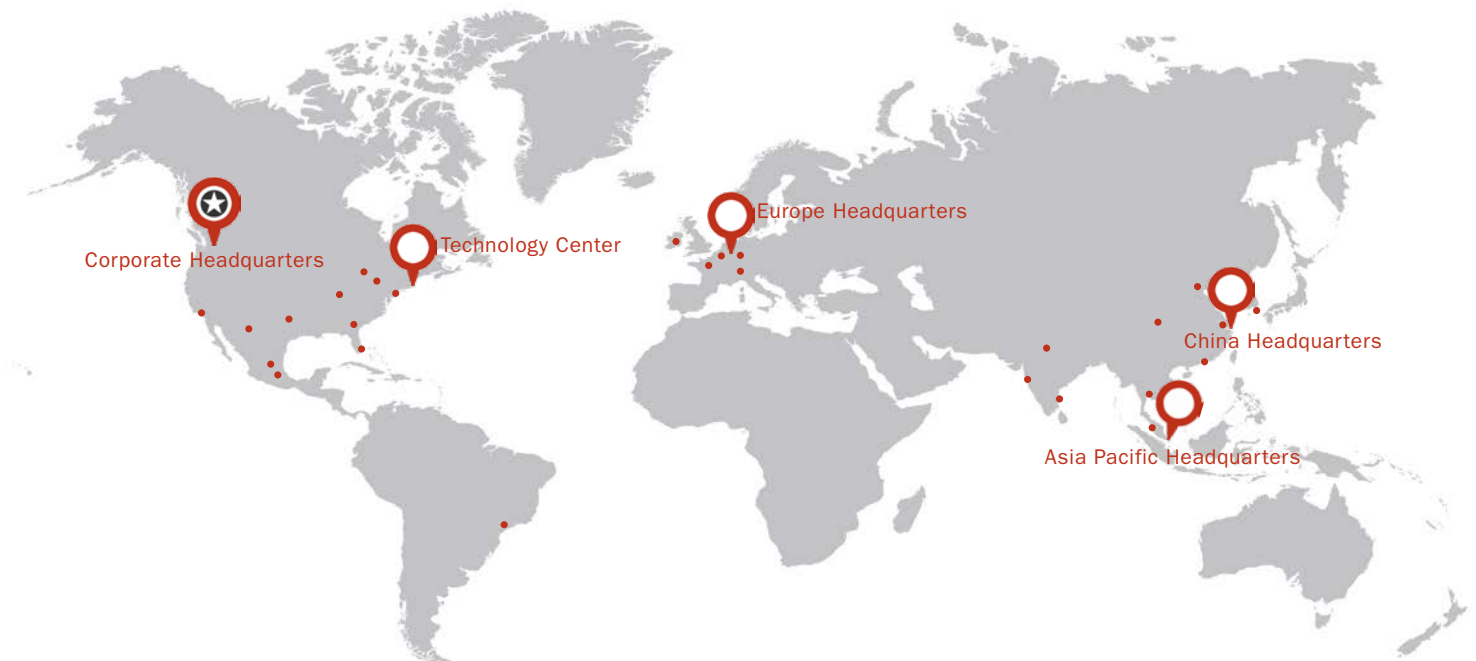 Europe Headquarters
Technology Center
Corporate Headquarters
China Headquarters
Asia Pacific Headquarters